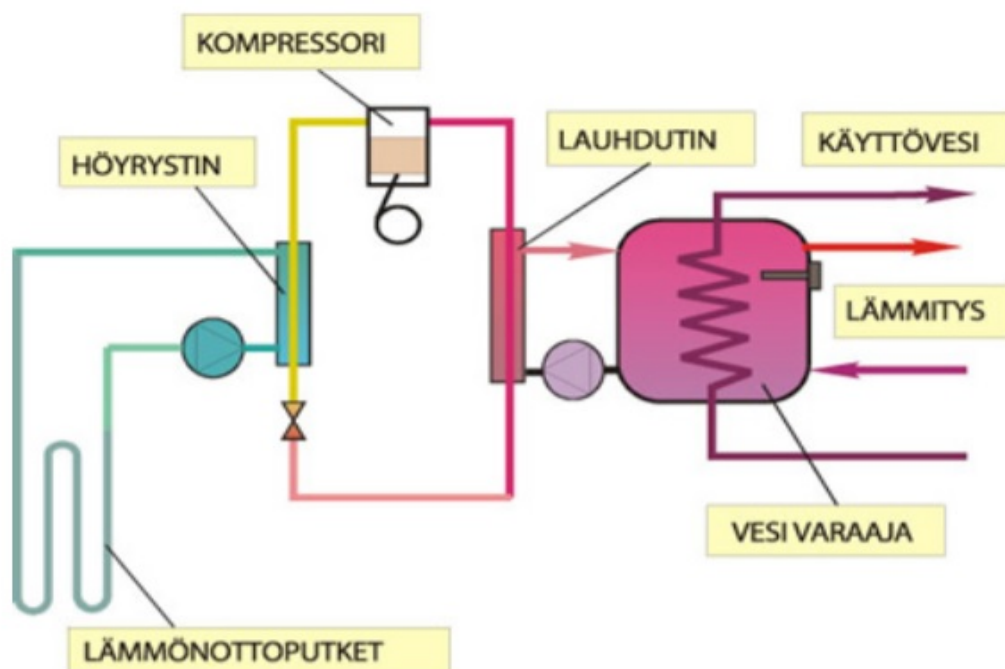 KOMPRESSORI
HÖYRYSTIN
LAUHDUTIN
KÄYTTÖVESI
LÄMMITYS
VESI VARAAJA
LÄMMÖNOTTOPUTKET